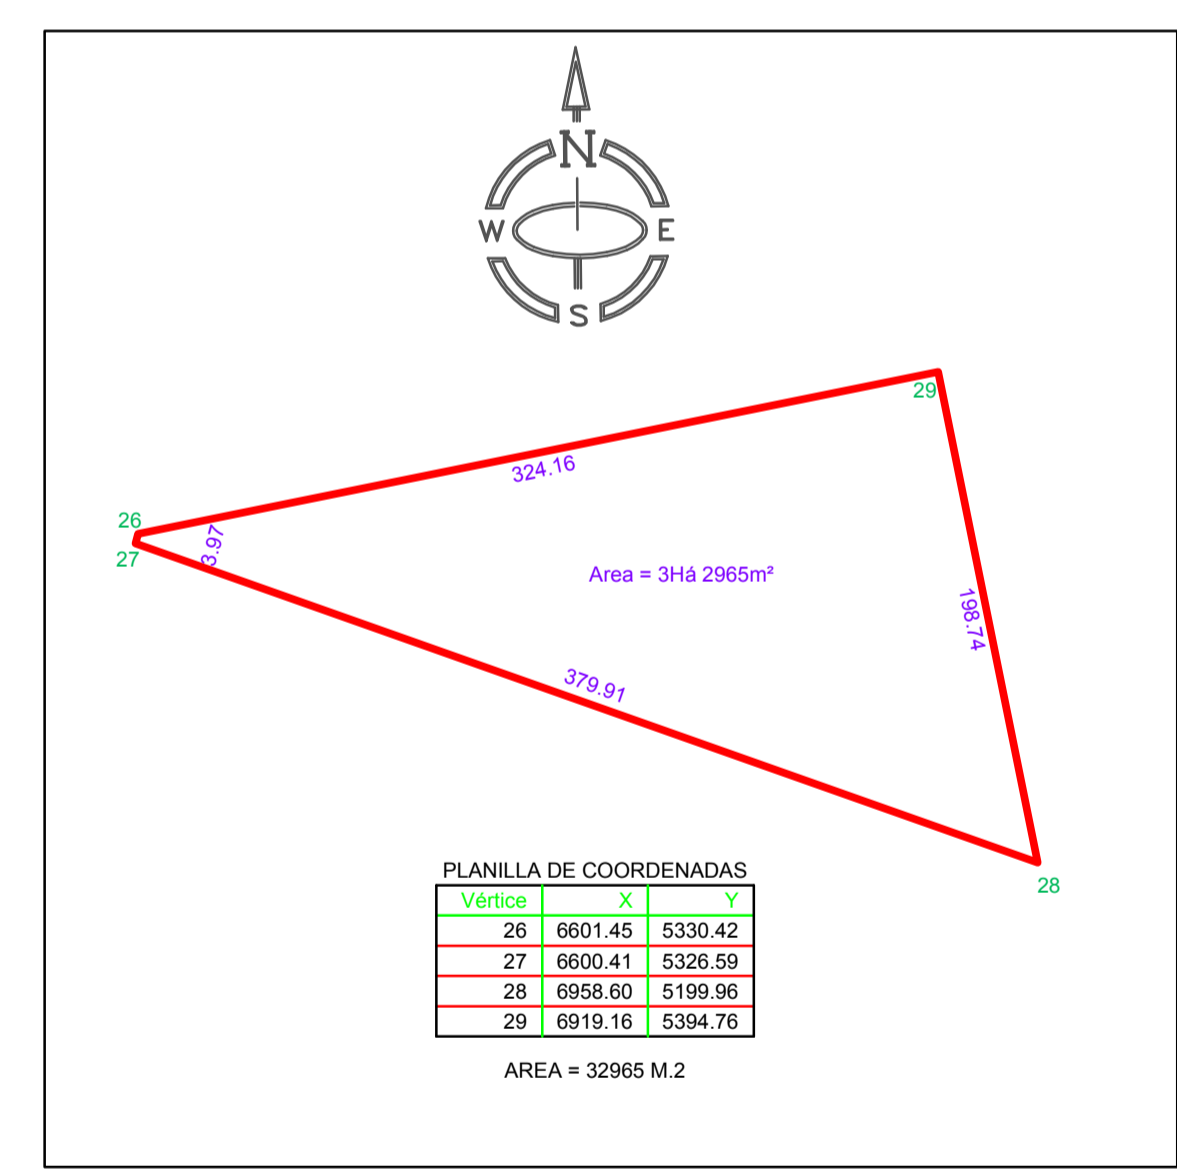 N
W E
S
29
324.16
26
3.97
27
Area = 3Há 2965m²
198.74
379.91
28
PLANILLA DE COORDENADAS
Vértice X Y
26 6601.45 5330.42
27 6600.41 5326.59
28 6958.60 5199.96
29 6919.16 5394.76
AREA = 32965 M.2